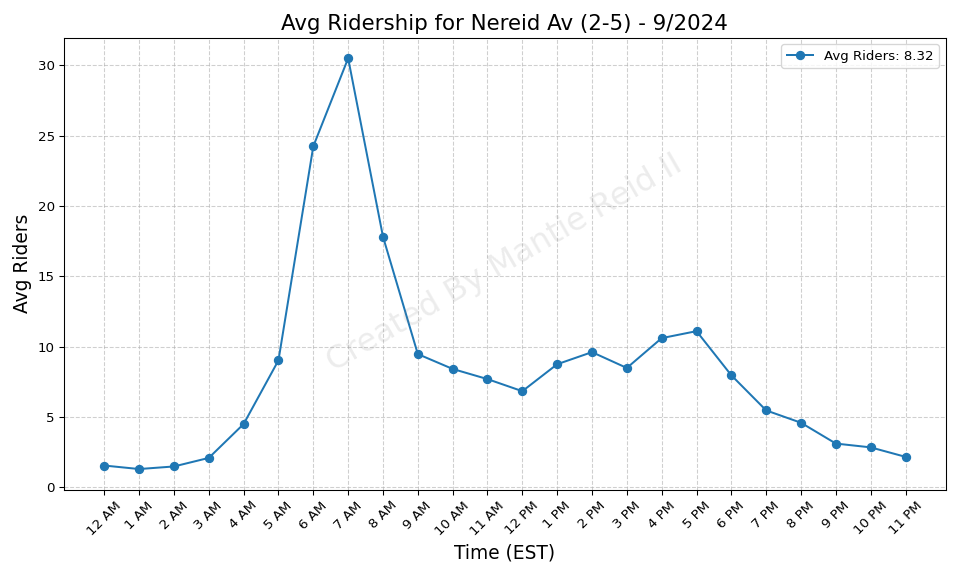 Avg Ridership for Nereid Av (2-5) - 9/2024
Avg Riders: 8.32
30
25
20
15
10
5
0
Avg Riders
Created By Mantie Reid II
12 AM
1 AM
2 AM
3 AM
4 AM
5 AM
6 AM
7 AM
8 AM
9 AM
10 AM
11 AM
12 PM
1 PM
2 PM
3 PM
4 PM
5 PM
6 PM
7 PM
8 PM
9 PM
10 PM
11 PM
Time (EST)